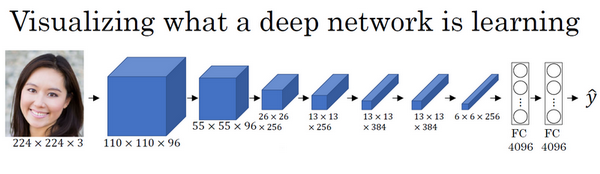 Visualizing what a deep network is learning
224 × 224 × 3
110 × 110 × 96
55 × 55 × 96
26 × 26
× 256
13 × 13
× 256
13 × 13
× 384
13 × 13
× 384
6 × 6 × 256
FC
4096
FC
4096
ŷ